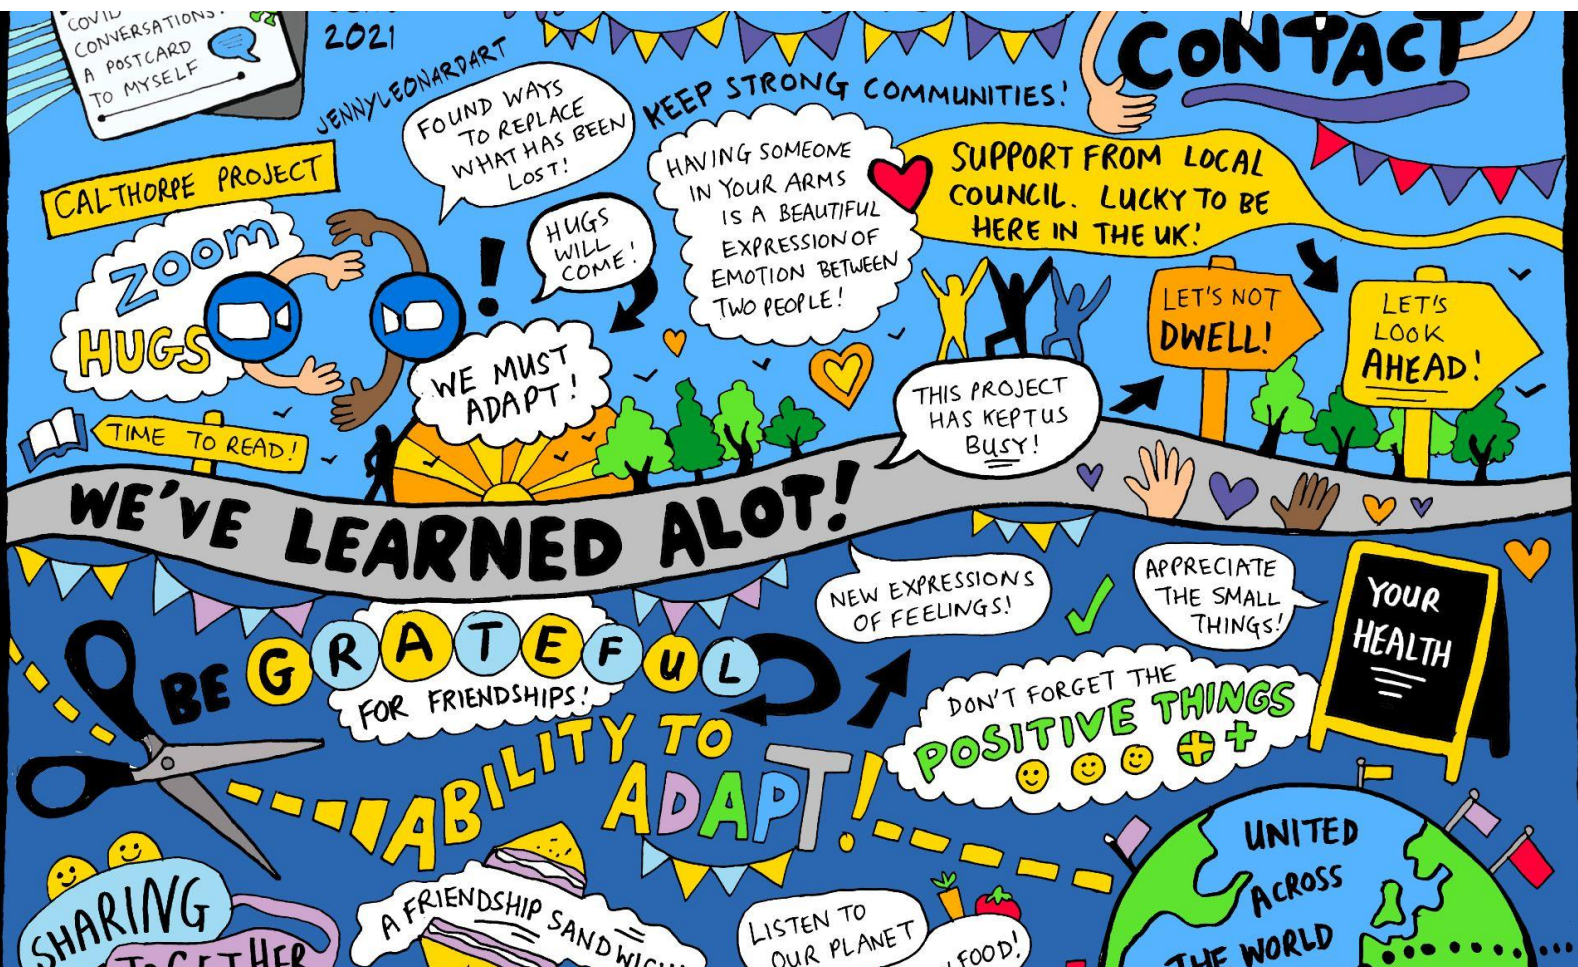 COVID
CONVERSATIONS:
A POSTCARD
TO MYSELF
2021
JENNYLEONARDART
CONTACT
KEEP STRONG COMMUNITIES!
FOUND WAYS
TO REPLACE
WHAT HAS BEEN
LOST!
CALTHORPE PROJECT
ZOOM
HUGS
!
HUGS
WILL
COME!
HAVING SOMEONE
IN YOUR ARMS
IS A BEAUTIFUL
EXPRESSION OF
EMOTION BETWEEN
TWO PEOPLE!
SUPPORT FROM LOCAL
COUNCIL. LUCKY TO BE
HERE IN THE UK!
WE MUST
ADAPT!
LET'S NOT
DWELL!
LET'S
LOOK
AHEAD!
THIS PROJECT
HAS KEPT US
BUSY!
TIME TO READ!
WE'VE LEARNED ALOT!
NEW EXPRESSIONS
OF FEELINGS!
APPRECIATE
THE SMALL
THINGS!
YOUR
HEALTH
BE GRATEFUL
FOR FRIENDSHIPS!
DON'T FORGET THE
POSITIVE THINGS
ABILITY TO
ADAPT!
UNITED
ACROSS
THE WORLD
SHARING
TOGETHER
A FRIENDSHIP SANDWICH
LISTEN TO
OUR PLANET
FOOD!